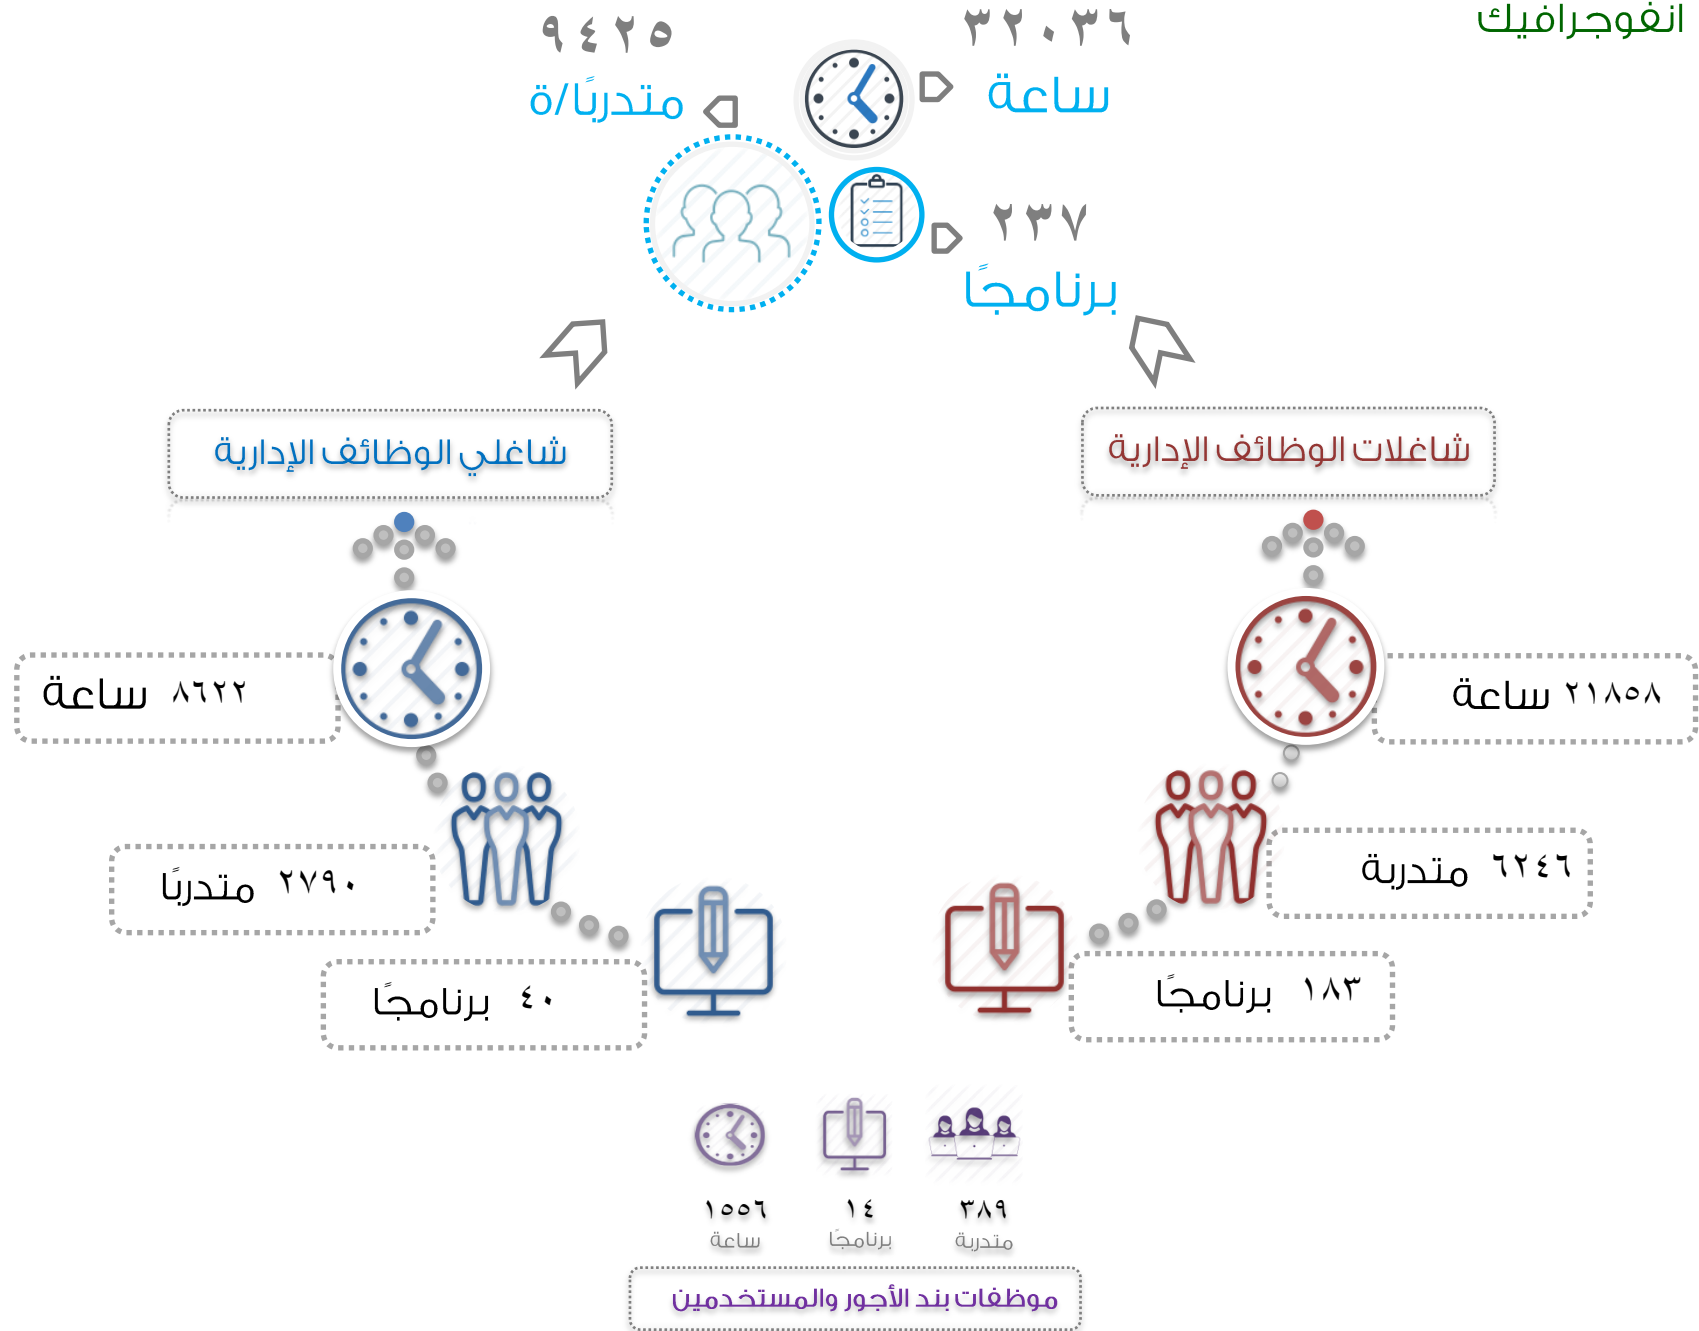 انفوجرافيك
٣٢٠٣٦
ساعة
٩٤٢٥
متدربًا/ة
٢٣٧
برنامجًا
شاغلات الوظائف الإدارية
٢١٨٥٨ ساعة
٦٢٤٦ متدربة
١٨٣ برنامجًا
شاغلي الوظائف الإدارية
٨٦٢٢ ساعة
٢٧٩٠ متدربًا
٤٠ برنامجًا
٣٨٩
متدربة
١٤
برنامجًا
١٥٥٦
ساعة
موظفات بند الأجور والمستخدمين